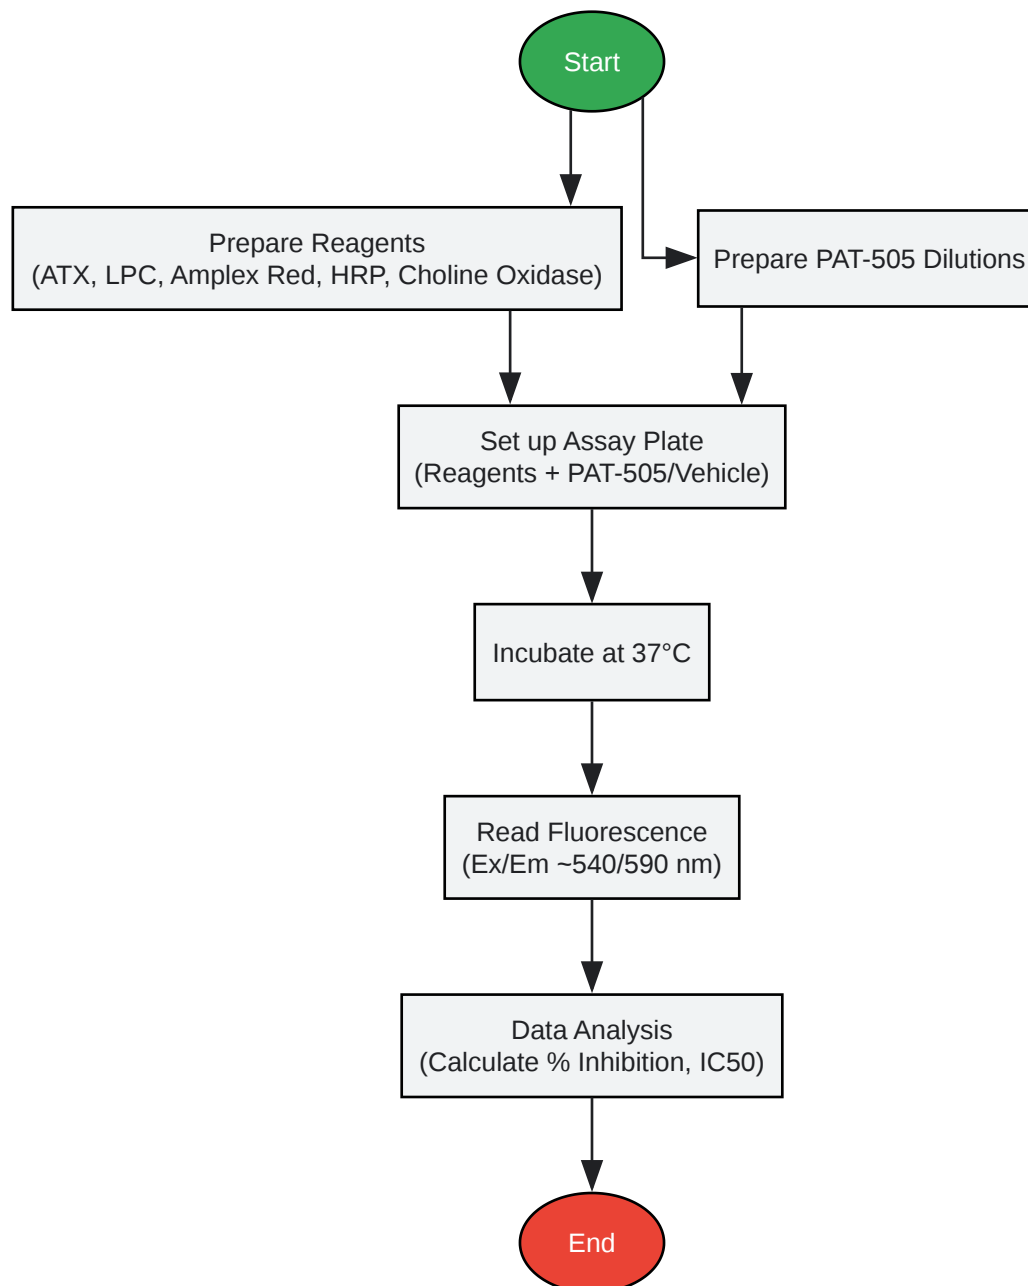 Start
Prepare Reagents
(ATX, LPC, Amplex Red, HRP, Choline Oxidase)
Prepare PAT-505 Dilutions
Set up Assay Plate
(Reagents + PAT-505/Vehicle)
Incubate at 37°C
Read Fluorescence
(Ex/Em ~540/590 nm)
Data Analysis
(Calculate % Inhibition, IC50)
End